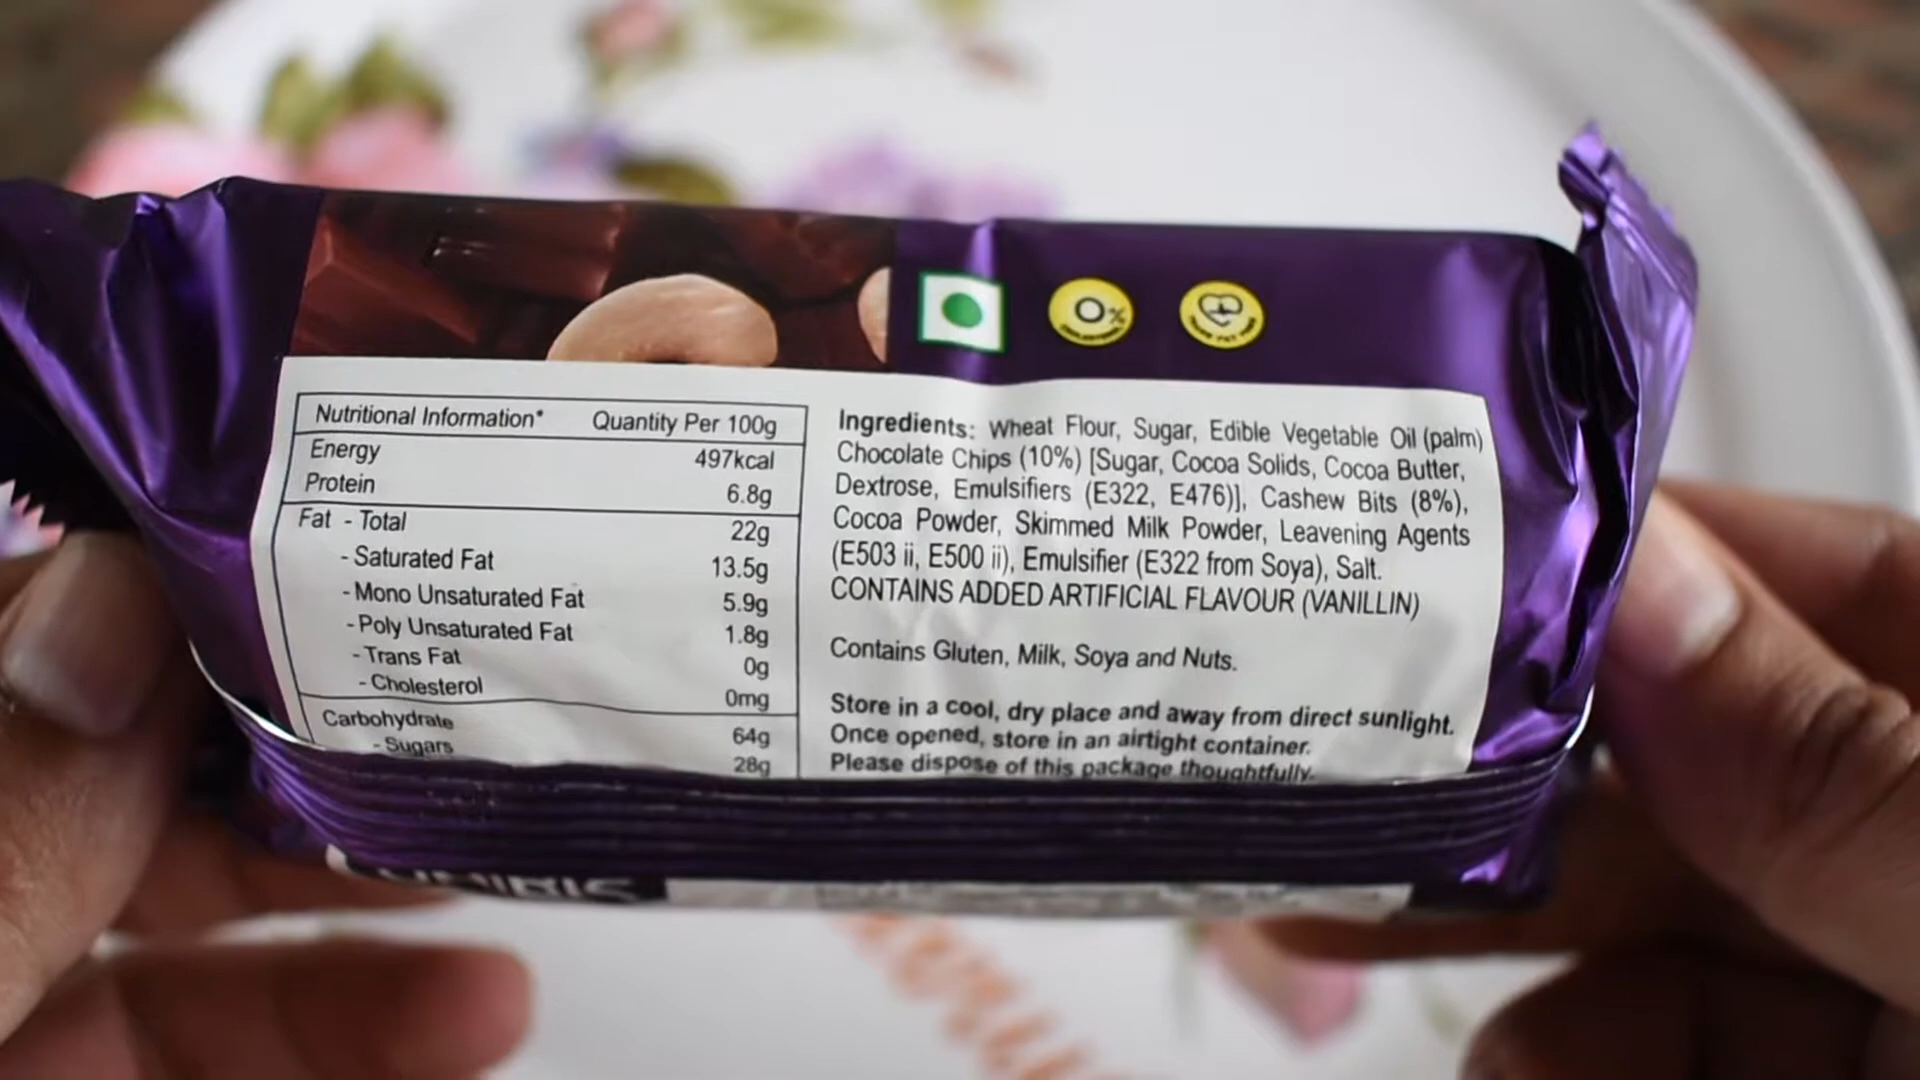 O%
Nutritional Information* Quantity Per 100g
Energy 497kcal
Protein 6.8g
Fat - Total 22g
- Saturated Fat 13.5g
- Mono Unsaturated Fat 5.9g
- Poly Unsaturated Fat 1.8g
- Trans Fat 0g
- Cholesterol 0mg
Carbohydrate 64g
- Sugars 28g
Ingredients: Wheat Flour, Sugar, Edible Vegetable Oil (palm)
Chocolate Chips (10%) [Sugar, Cocoa Solids, Cocoa Butter,
Dextrose, Emulsifiers (E322, E476)], Cashew Bits (8%),
Cocoa Powder, Skimmed Milk Powder, Leavening Agents
(E503 ii, E500 ii), Emulsifier (E322 from Soya), Salt.
CONTAINS ADDED ARTIFICIAL FLAVOUR (VANILLIN)
Contains Gluten, Milk, Soya and Nuts.
Store in a cool, dry place and away from direct sunlight.
Once opened, store in an airtight container.
Please dispose of this package thoughtfully.